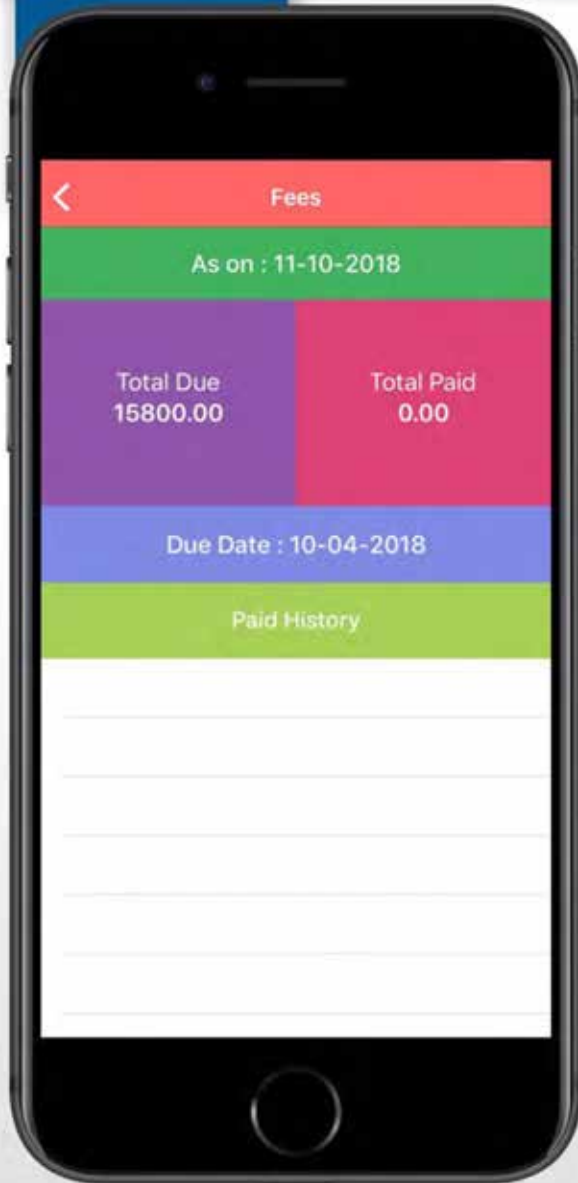 Fees
As on : 11-10-2018
Total Due
15800.00
Total Paid
0.00
Due Date : 10-04-2018
Paid History